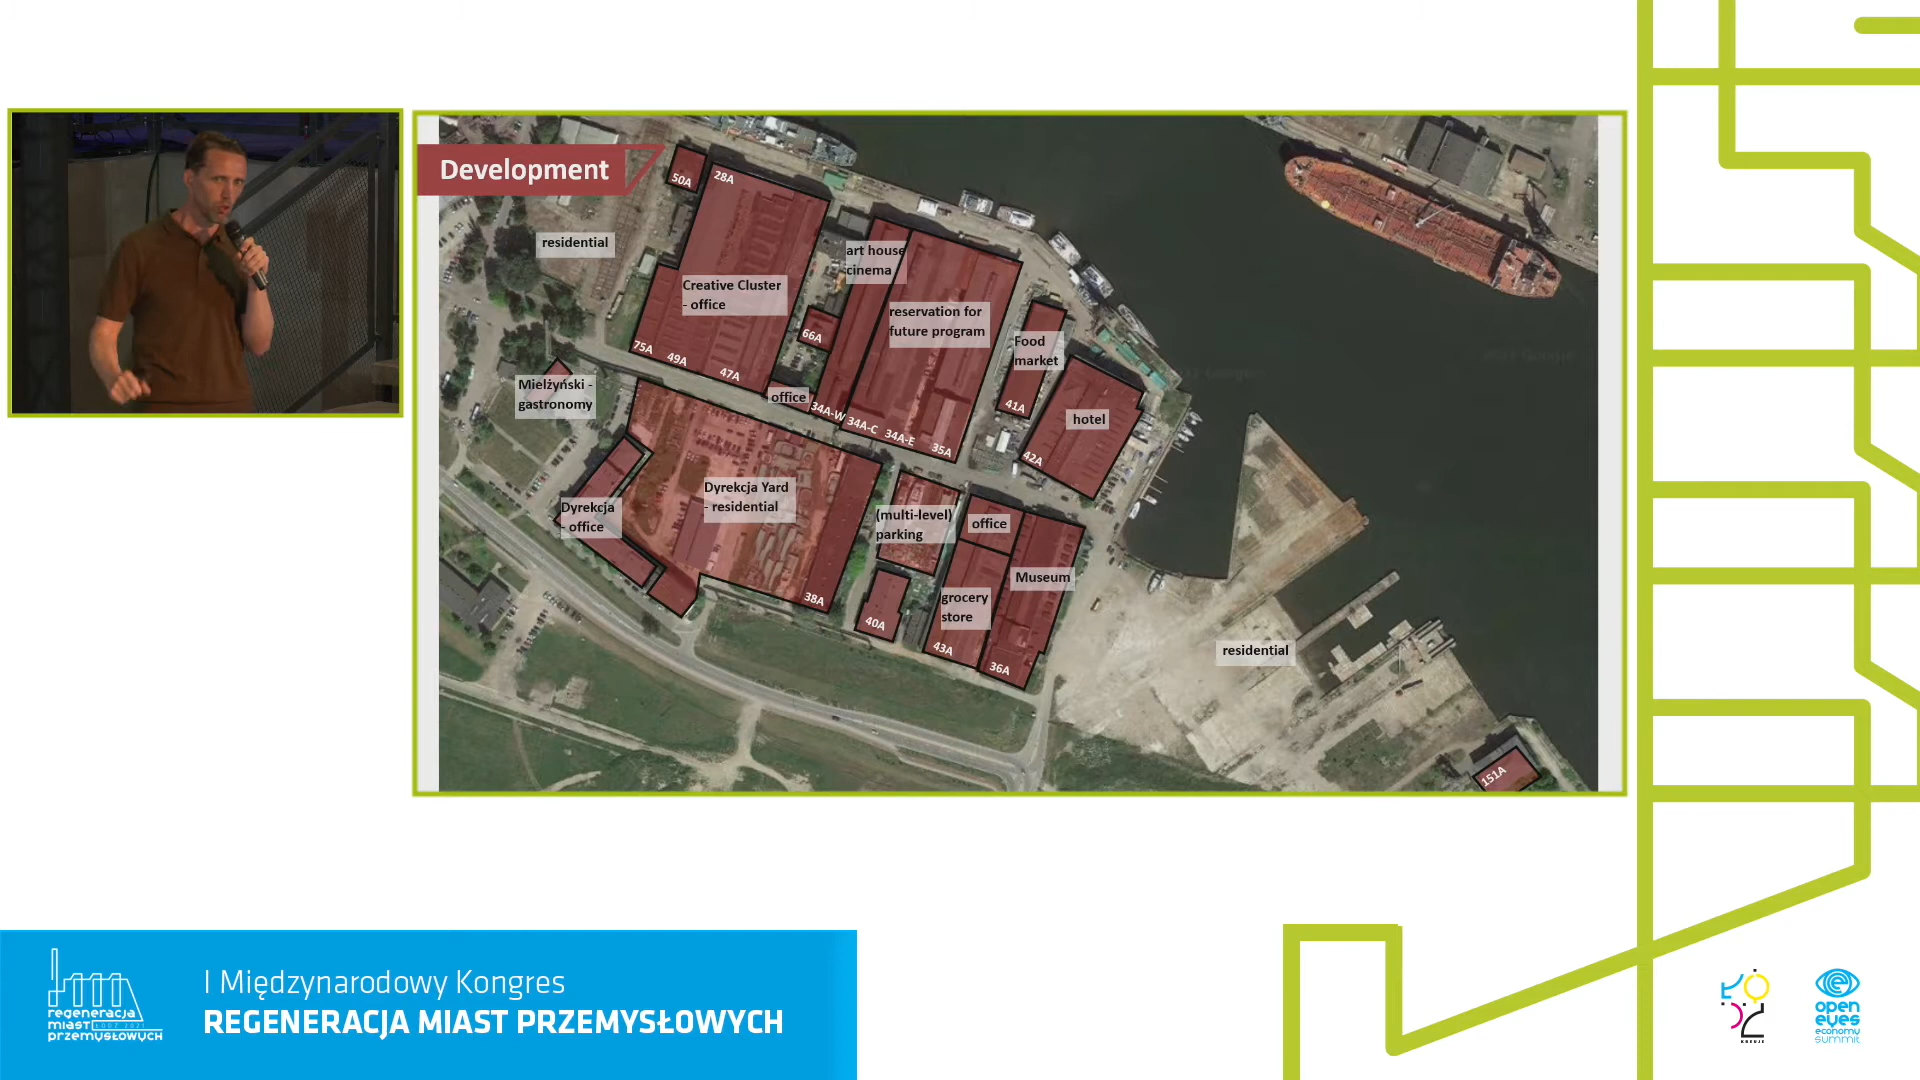 Development
50A
28A
residential
art house
cinema
Creative Cluster
- office
reservation for
future program
66A
Food
market
75A
49A
47A
Mielżyński -
gastronomy
office
34A-W
34A-C
34A-E
35A
41A
hotel
42A
Dyrekcja Yard
- residential
Dyrekcja
- office
(multi-level)
parking
office
Museum
38A
40A
grocery
store
43A
36A
residential
151A
I Międzynarodowy Kongres
REGENERACJA MIAST PRZEMYSŁOWYCH
regeneracja
miast
przemysłowych
open
eyes
economy
summit